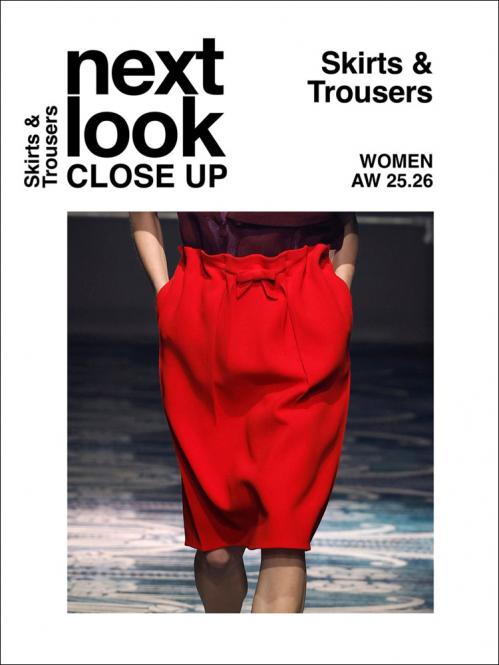 next
look
CLOSE UP
Skirts &
Trousers
Skirts &
Trousers
WOMEN
AW 25.26